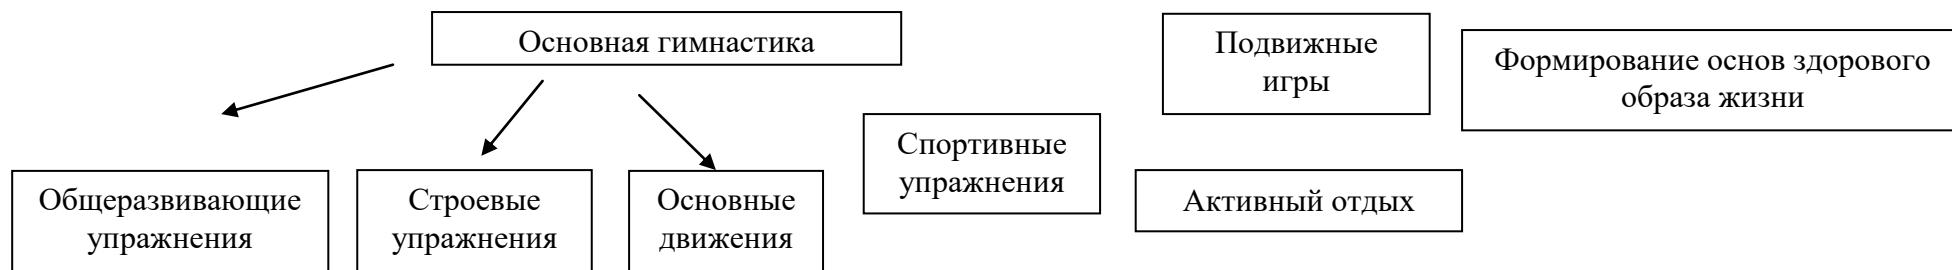 Основная гимнастика
Подвижные
игры
Формирование основ здорового
образа жизни
Спортивные
упражнения
Общеразвивающие
упражнения
Строевые
упражнения
Основные
движения
Активный отдых